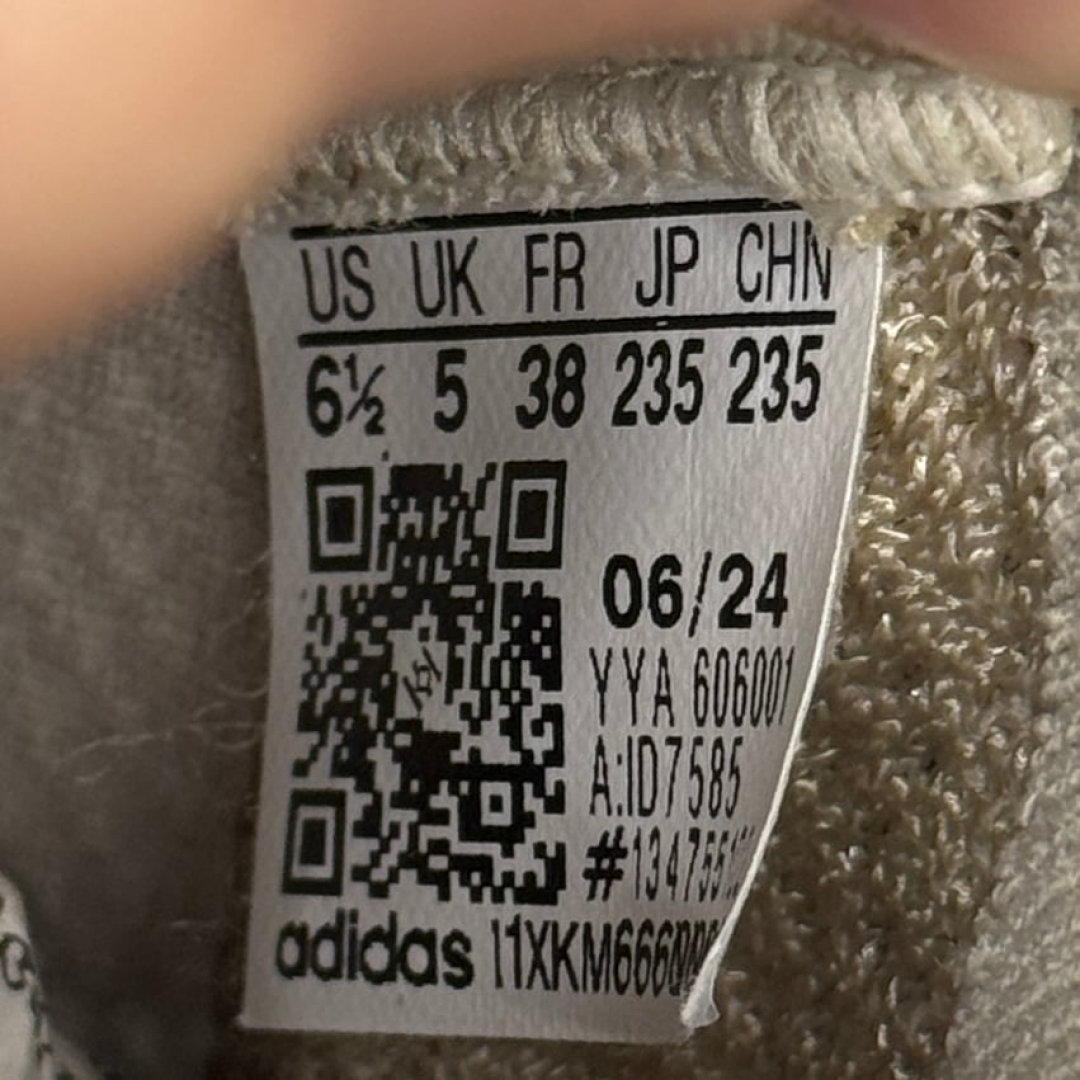 US UK FR JP CHN
6½ 5 38 235 235
06/24
YYA 606001
A:ID7585
adidas